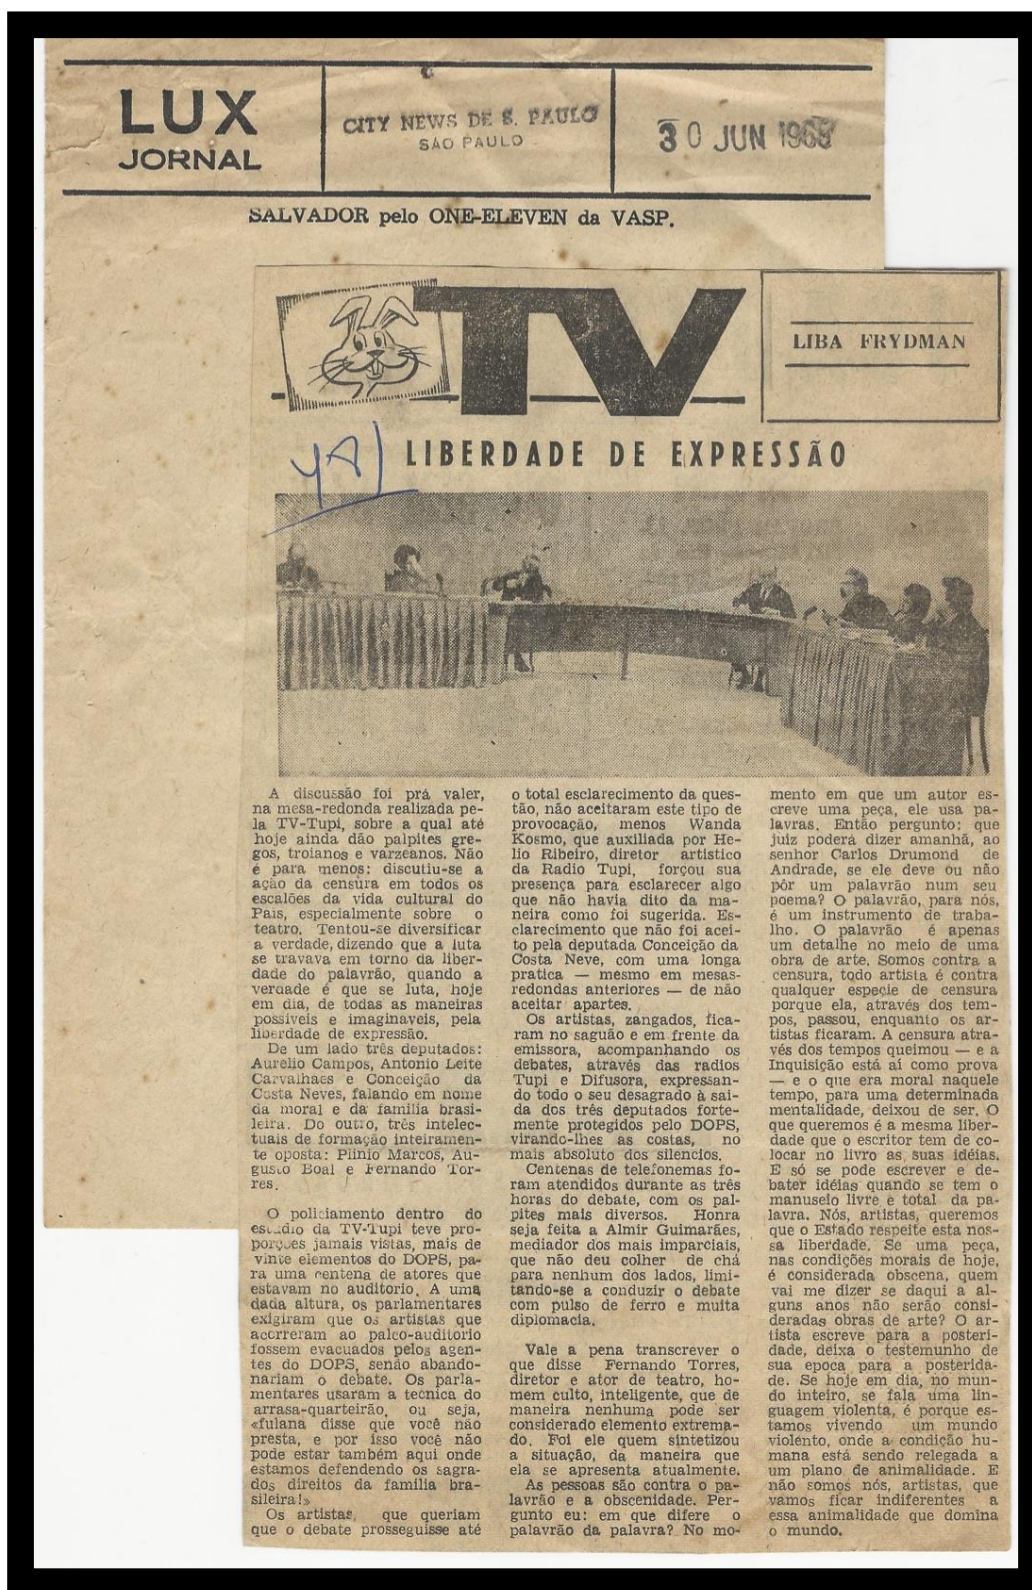 LUX
JORNAL
CITY NEWS DE S. PAULO
SÃO PAULO
30 JUN 1968
SALVADOR pelo ONE-ELEVEN da VASP.
TV
LIBA FRYDMAN
LIBERDADE DE EXPRESSÃO
A discussão foi prá valer,
na mesa-redonda realizada pe-
la TV-Tupi, sobre a qual até
hoje ainda dão palpites gre-
gos, troianos e varzeanos. Não
é para menos: discutiu-se a
ação da censura em todos os
escalões da vida cultural do
País, especialmente sobre o
teatro. Tentou-se diversificar
a verdade, dizendo que a luta
se travava em torno da liber-
dade do palavrão, quando a
verdade é que se luta, hoje
em dia, de todas as maneiras
possiveis e imaginaveis, pela
liberdade de expressão.
De um lado três deputados:
Aurelio Campos, Antonio Leite
Carvalhaes e Conceição da
Costa Neves, falando em nome
da moral e da familia brasi-
leira. Do outro, três intelec-
tuais de formação inteiramen-
te oposta: Plinio Marcos, Au-
gusto Boal e Fernando Tor-
res.
O policiamento dentro do
estudio da TV-Tupi teve pro-
porções jamais vistas, mais de
vinte elementos do DOPS, pa-
ra uma centena de atores que
estavam no auditorio. A uma
dada altura, os parlamentares
exigiram que os artistas que
acorreram ao palco-auditorio
fossem evacuados pelos agen-
tes do DOPS, senão abando-
nariam o debate. Os parla-
mentares usaram a tecnica do
arrasa-quarteirão, ou seja,
«fulana disse que você não
presta, e por isso você não
pode estar também aqui onde
estamos defendendo os sagra-
dos direitos da familia bra-
sileira!»
Os artistas, que queriam
que o debate prosseguisse até
o total esclarecimento da ques-
tão, não aceitaram este tipo de
provocação, menos Wanda
Kosmo, que auxiliada por He-
lio Ribeiro, diretor artistico
da Radio Tupi, forçou sua
presença para esclarecer algo
que não havia dito da ma-
neira como foi sugerida. Es-
clarecimento que não foi acei-
to pela deputada Conceição da
Costa Neve, com uma longa
pratica — mesmo em mesas-
redondas anteriores — de não
aceitar apartes.
Os artistas, zangados, fica-
ram no saguão e em frente da
emissora, acompanhando os
debates, através das radios
Tupi e Difusora, expressan-
do todo o seu desagrado à sai-
da dos três deputados forte-
mente protegidos pelo DOPS,
virando-lhes as costas, no
mais absoluto dos silencios.
Centenas de telefonemas fo-
ram atendidos durante as três
horas do debate, com os pal-
pites mais diversos. Honra
seja feita a Almir Guimarães,
mediador dos mais imparciais,
que não deu colher de chá
para nenhum dos lados, limi-
tando-se a conduzir o debate
com pulso de ferro e muita
diplomacia.
Vale a pena transcrever o
que disse Fernando Torres,
diretor e ator de teatro, ho-
mem culto, inteligente, que de
maneira nenhuma pode ser
considerado elemento extrema-
do. Foi ele quem sintetizou
a situação, da maneira que
ela se apresenta atualmente.
As pessoas são contra o pa-
lavrão e a obscenidade. Per-
gunto eu: em que difere o
palavrão da palavra? No mo-
mento em que um autor es-
creve uma peça, ele usa pa-
lavras. Então pergunto: que
juiz poderá dizer amanhã, ao
senhor Carlos Drumond de
Andrade, se ele deve ou não
pôr um palavrão num seu
poema? O palavrão, para nós,
é um instrumento de traba-
lho. O palavrão é apenas
um detalhe no meio de uma
obra de arte. Somos contra a
censura, todo artista é contra
qualquer especie de censura
porque ela, através dos tem-
pos, passou, enquanto os ar-
tistas ficaram. A censura atra-
vés dos tempos queimou — e a
Inquisição está aí como prova
— e o que era moral naquele
tempo, para uma determinada
mentalidade, deixou de ser. O
que queremos é a mesma liber-
dade que o escritor tem de co-
locar no livro as suas idéias.
E só se pode escrever e de-
bater idéias quando se tem o
manuseio livre e total da pa-
lavra. Nós, artistas, queremos
que o Estado respeite esta nos-
sa liberdade. Se uma peça,
nas condições morais de hoje,
é considerada obscena, quem
vai me dizer se daqui a al-
guns anos não serão consi-
deradas obras de arte? O ar-
tista escreve para a posteri-
dade, deixa o testemunho de
sua epoca para a posterida-
de. Se hoje em dia, no mun-
do inteiro, se fala uma lin-
guagem violenta, é porque es-
tamos vivendo um mundo
violento, onde a condição hu-
mana está sendo relegada a
um plano de animalidade. E
não somos nós, artistas, que
vamos ficar indiferentes a
essa animalidade que domina
o mundo.